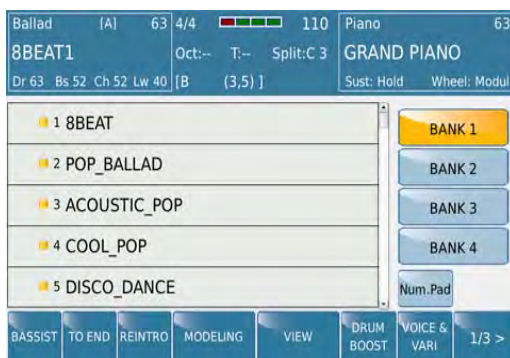 Ballad [A] 63 4/4 110 Piano 63
8BEAT1 Oct:-- T:-- Split:C 3 GRAND PIANO
Dr 63 Bs 52 Ch 52 Lw 40 [B (3,5) ] Sust: Hold Wheel: Modul
1 8BEAT
2 POP_BALLAD
3 ACOUSTIC_POP
4 COOL_POP
5 DISCO_DANCE
BANK 1
BANK 2
BANK 3
BANK 4
Num.Pad
BASSIST TO END REINTRO MODELING VIEW DRUM BOOST VOICE & VARI 1/3 >